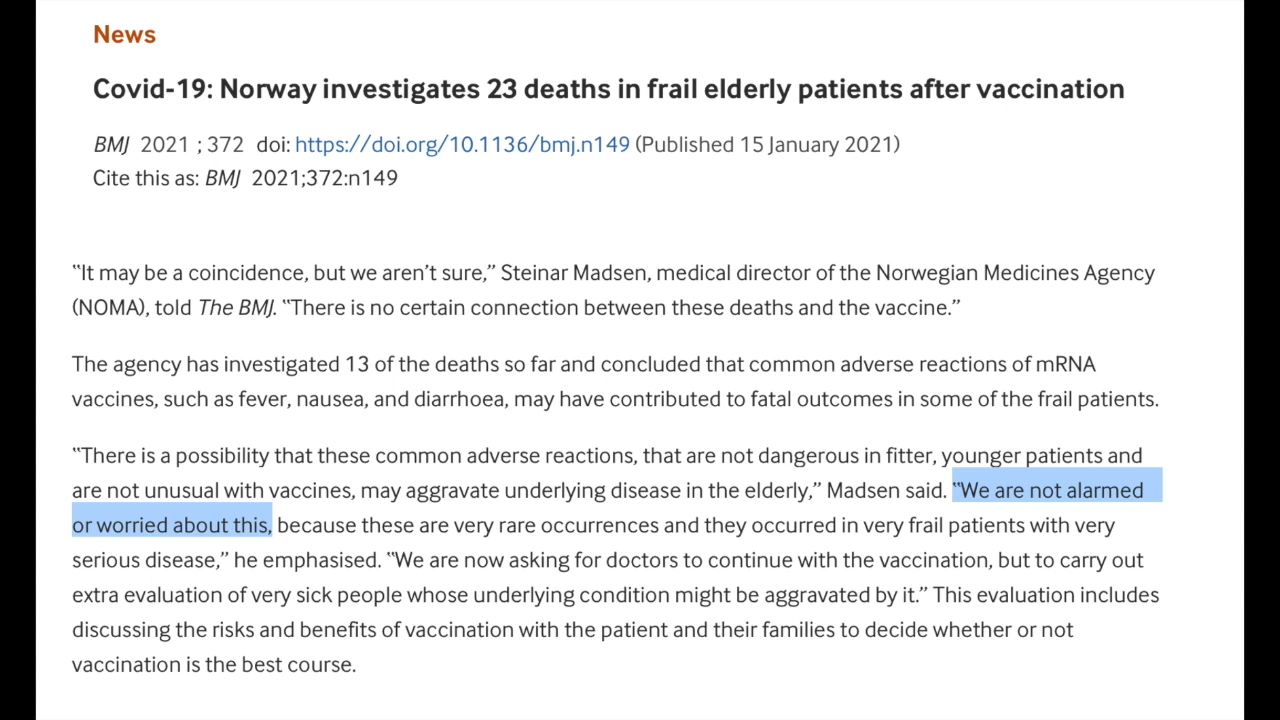 News
Covid-19: Norway investigates 23 deaths in frail elderly patients after vaccination
BMJ 2021 ; 372 doi: https://doi.org/10.1136/bmj.n149 (Published 15 January 2021)
Cite this as: BMJ 2021;372:n149
“It may be a coincidence, but we aren’t sure,” Steinar Madsen, medical director of the Norwegian Medicines Agency
(NOMA), told The BMJ. “There is no certain connection between these deaths and the vaccine.”
The agency has investigated 13 of the deaths so far and concluded that common adverse reactions of mRNA
vaccines, such as fever, nausea, and diarrhoea, may have contributed to fatal outcomes in some of the frail patients.
“There is a possibility that these common adverse reactions, that are not dangerous in fitter, younger patients and
are not unusual with vaccines, may aggravate underlying disease in the elderly,” Madsen said. “We are not alarmed
or worried about this, because these are very rare occurrences and they occurred in very frail patients with very
serious disease,” he emphasised. “We are now asking for doctors to continue with the vaccination, but to carry out
extra evaluation of very sick people whose underlying condition might be aggravated by it.” This evaluation includes
discussing the risks and benefits of vaccination with the patient and their families to decide whether or not
vaccination is the best course.